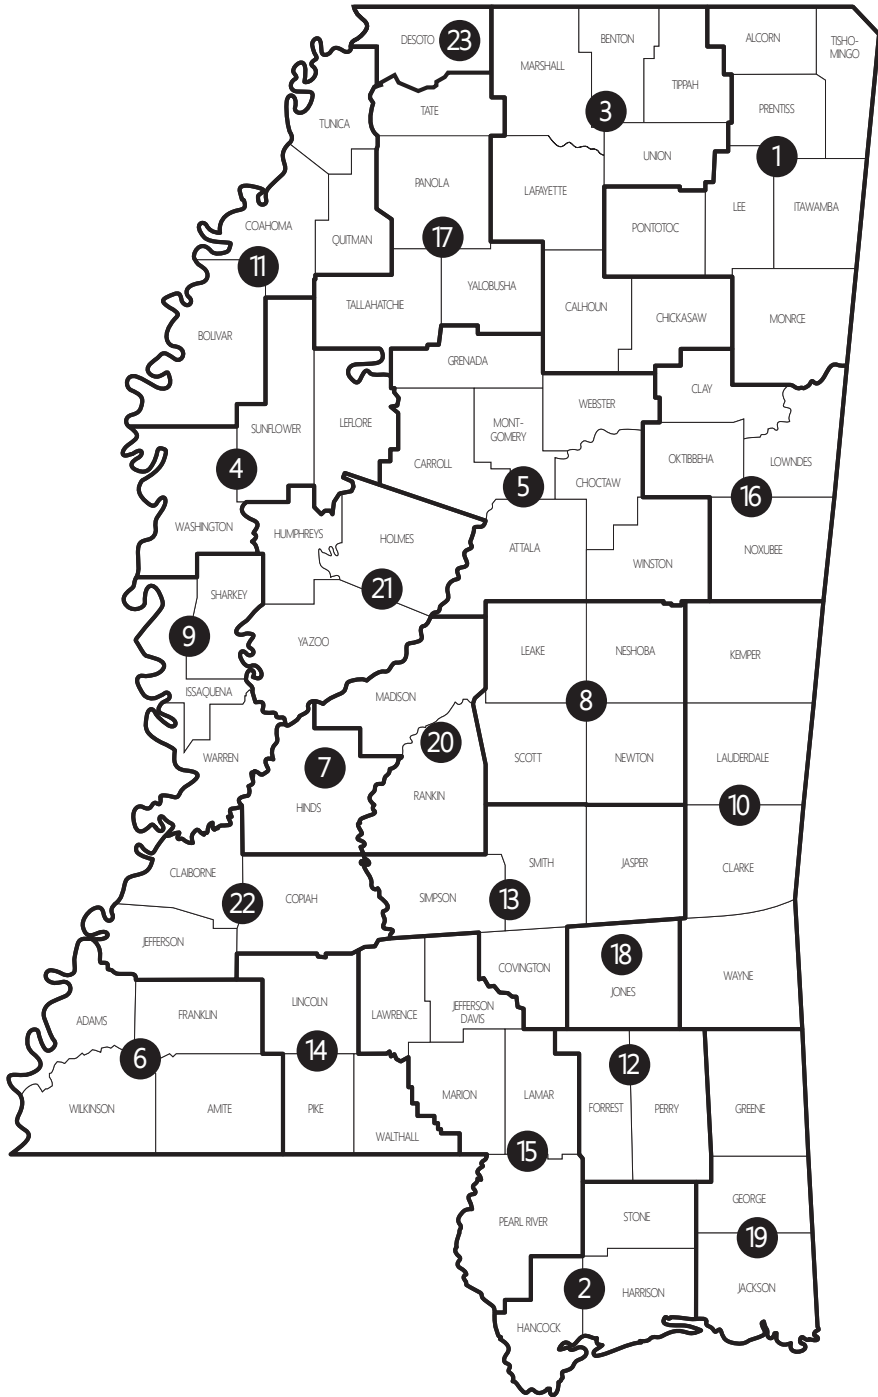 DESOTO
23
BENTON
ALCORN
TISHO-
MINGO
MARSHALL
TIPPAH
TATE
TUNICA
3
PRENTISS
UNION
1
PANOLA
LAFAYETTE
LEE
ITAWAMBA
COAHOMA
QUITMAN
17
PONTOTOC
11
TALLAHATCHIE
YALOBUSHA
CALHOUN
CHICKASAW
MONRCE
BOLIVAR
GRENADA
CLAY
WEBSTER
SUNFLOWER
LEFLORE
MONT-
GOMERY
CARROLL
OKTIBBEHA
LOWNDES
4
5
CHOCTAW
16
WASHINGTON
HUMPHREYS
HOLMES
ATTALA
WINSTON
NOXUBEE
SHARKEY
21
9
YAZOO
LEAKE
NESHOBA
KEMPER
ISSAQUENA
MADISON
8
WARREN
20
7
SCOTT
NEWTON
LAUDERDALE
HINDS
RANKIN
10
CLAIBORNE
SMITH
JASPER
CLARKE
22
COPIAH
SIMPSON
13
JEFFERSON
COVINGTON
18
JONES
WAYNE
ADAMS
FRANKLIN
LINCOLN
LAWRENCE
JEFFERSON
DAVIS
6
14
12
WILKINSON
AMITE
PIKE
MARION
LAMAR
FORREST
PERRY
GREENE
WALTHALL
15
PEARL RIVER
STONE
GEORGE
19
2
HARRISON
JACKSON
HANCOCK